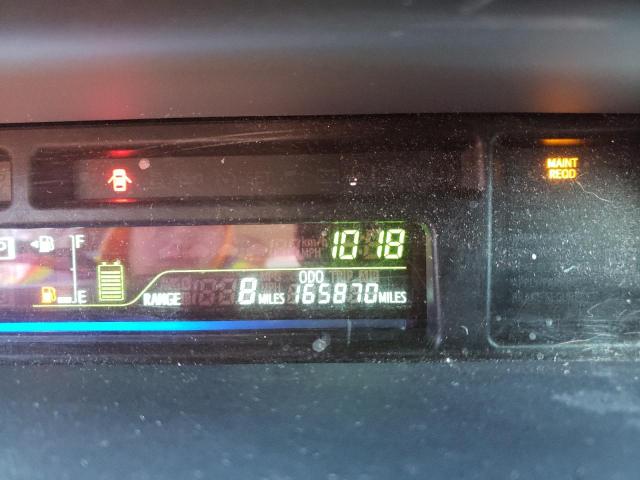 MAINT
REQD
F
10 18
ODO
E
RANGE 8 MILES 165870 MILES